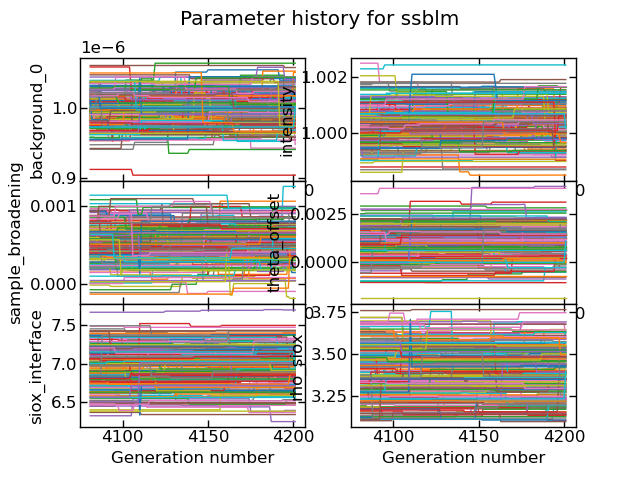 Parameter history for ssblm
1e−6
background_0
1.0
0.9
intensity
1.002
1.000
0
0
sample_broadening
0.001
0.000
theta_offset
0.0025
0.0000
0
0
siox_interface
7.5
7.0
6.5
rho_siox
3.75
3.50
3.25
4100 4150 4200
4100 4150 4200
Generation number
Generation number